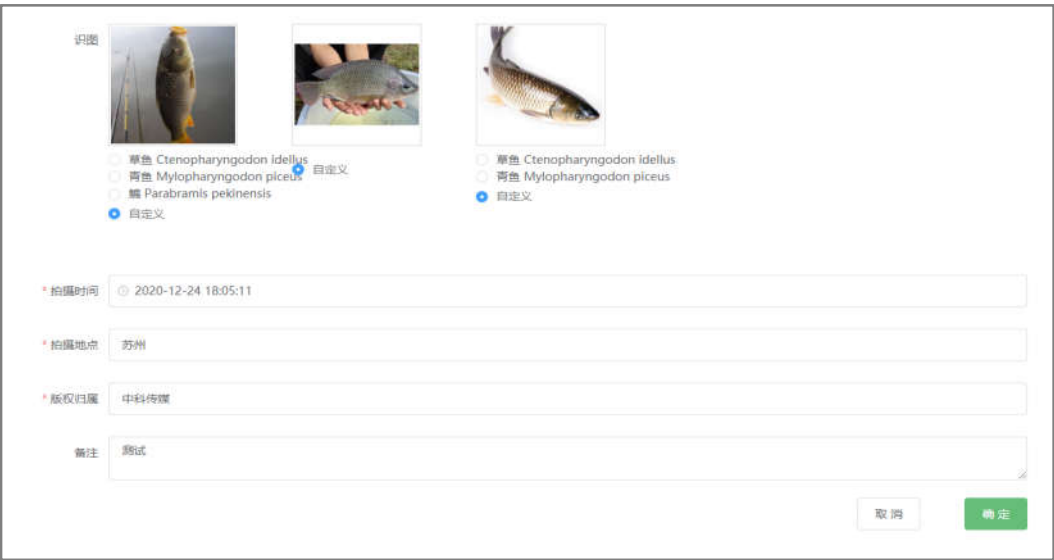 识图
草鱼 Ctenopharyngodon idellus
青鱼 Mylopharyngodon piceus
鳊 Parabramis pekinensis
自定义
自定义
草鱼 Ctenopharyngodon idellus
青鱼 Mylopharyngodon piceus
自定义
* 拍摄时间 2020-12-24 18:05:11
* 拍摄地点 苏州
* 版权归属 中科传媒
备注 测试
取消 确定